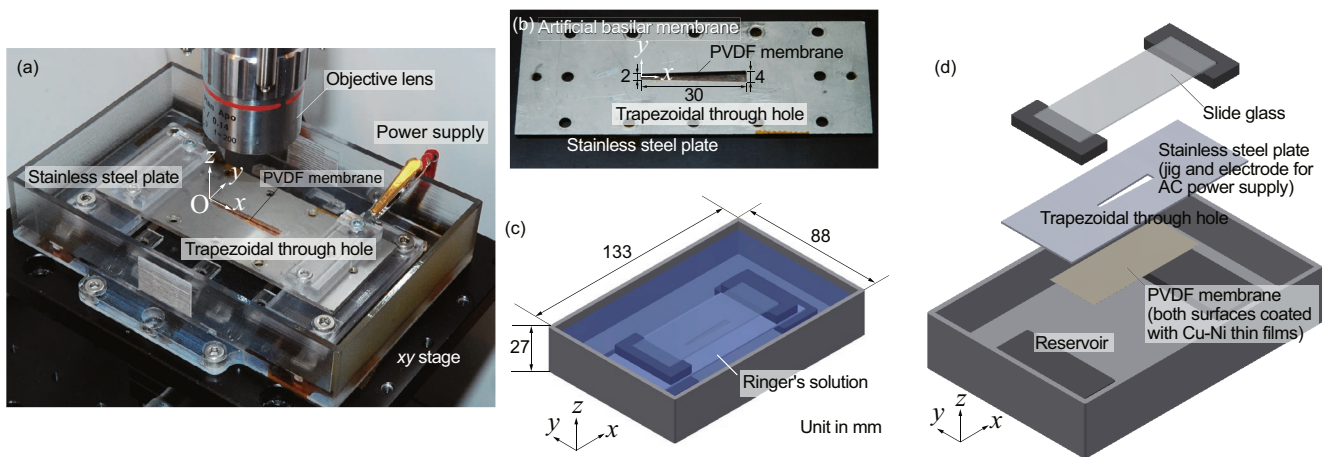 (a)
Objective lens
Power supply
Stainless steel plate
z
y
PVDF membrane
O
x
Trapezoidal through hole
xy stage
(b)
Artificial basilar membrane
PVDF membrane
y
x
2
4
30
Trapezoidal through hole
Stainless steel plate
(c)
133
88
27
Ringer's solution
Unit in mm
z
y
x
(d)
Slide glass
Stainless steel plate
(jig and electrode for
AC power supply)
Trapezoidal through hole
PVDF membrane
(both surfaces coated
with Cu-Ni thin films)
Reservoir
z
y
x